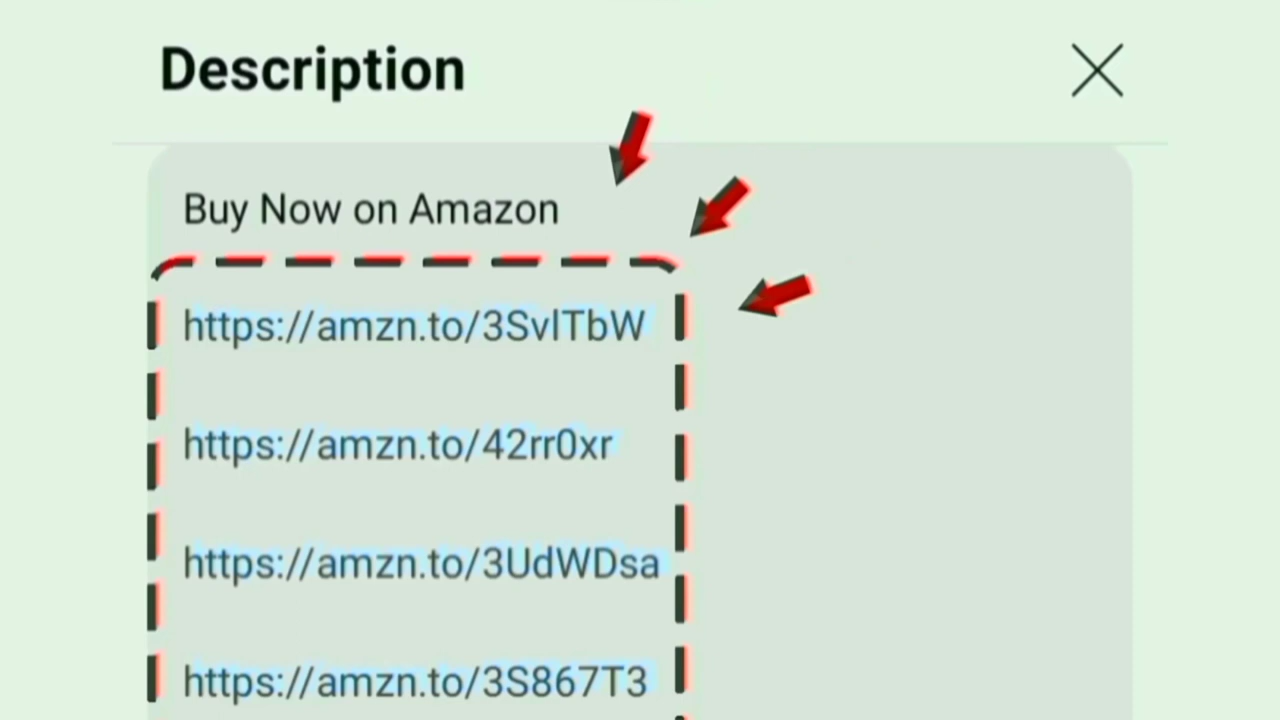 Description
Buy Now on Amazon
https://amzn.to/3SvlTbW
https://amzn.to/42rr0xr
https://amzn.to/3UdWDsa
https://amzn.to/3S867T3